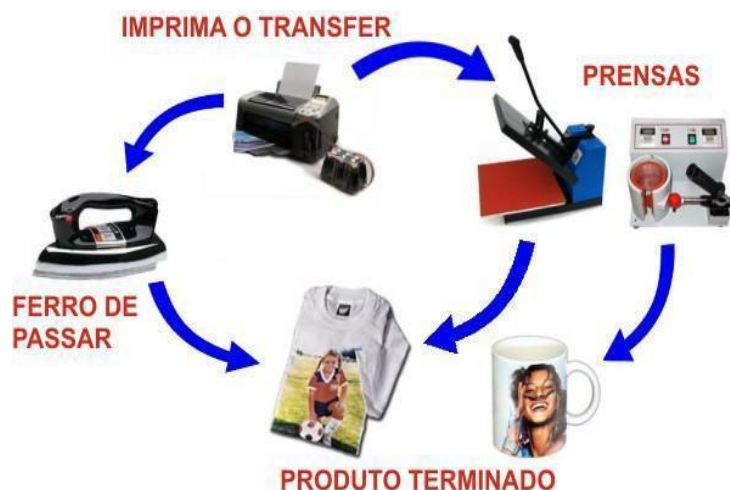 IMPRIMA O TRANSFER
PRENSAS
FERRO DE
PASSAR
PRODUTO TERMINADO